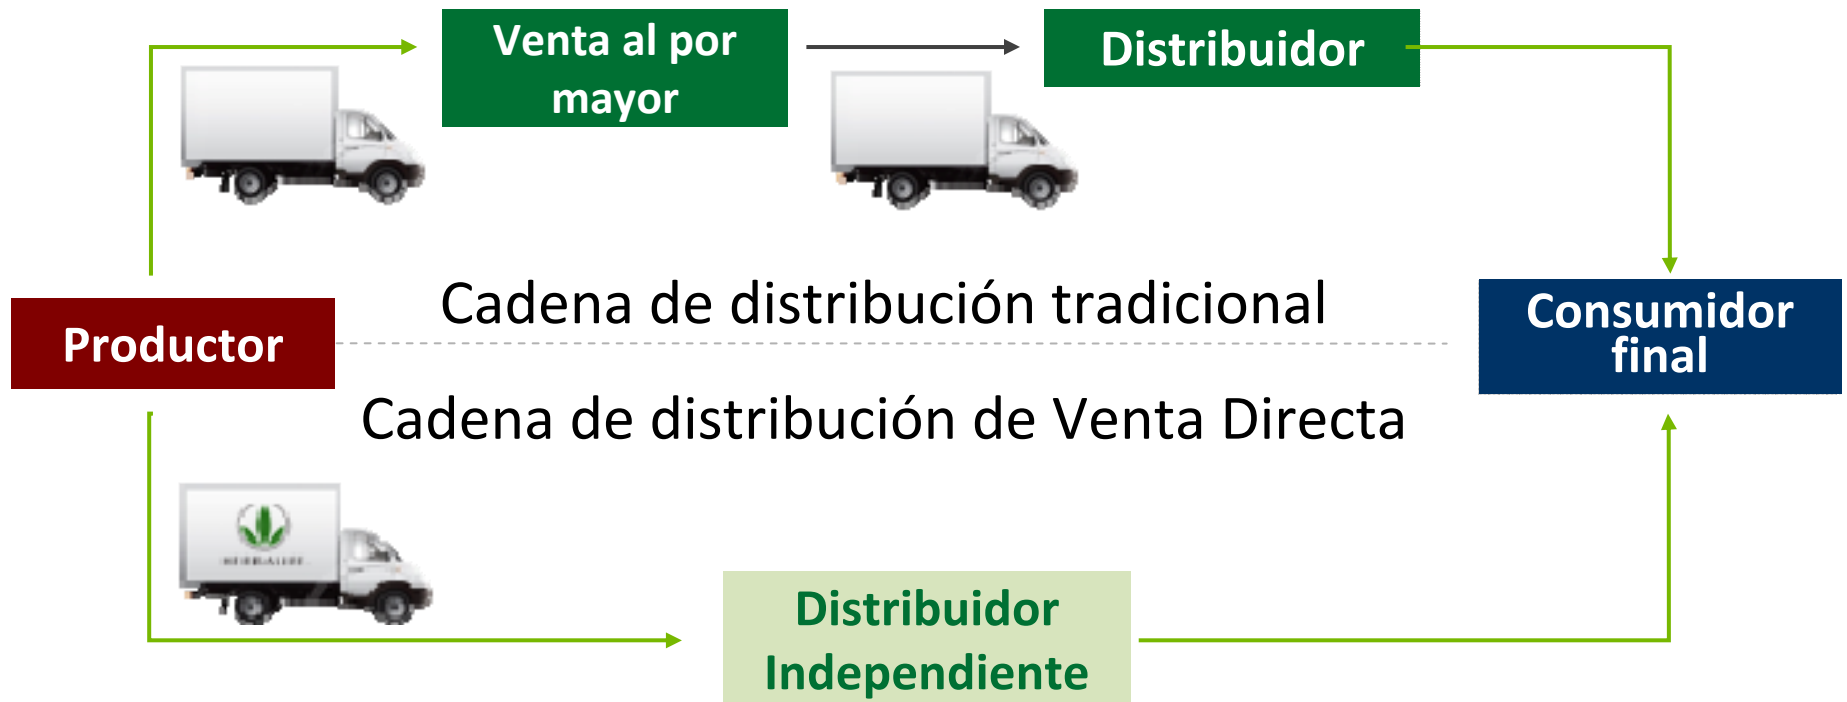 Venta al por
mayor
Distribuidor
Cadena de distribución tradicional
Productor
Consumidor
final
Cadena de distribución de Venta Directa
HERBALIFE
Distribuidor
Independiente